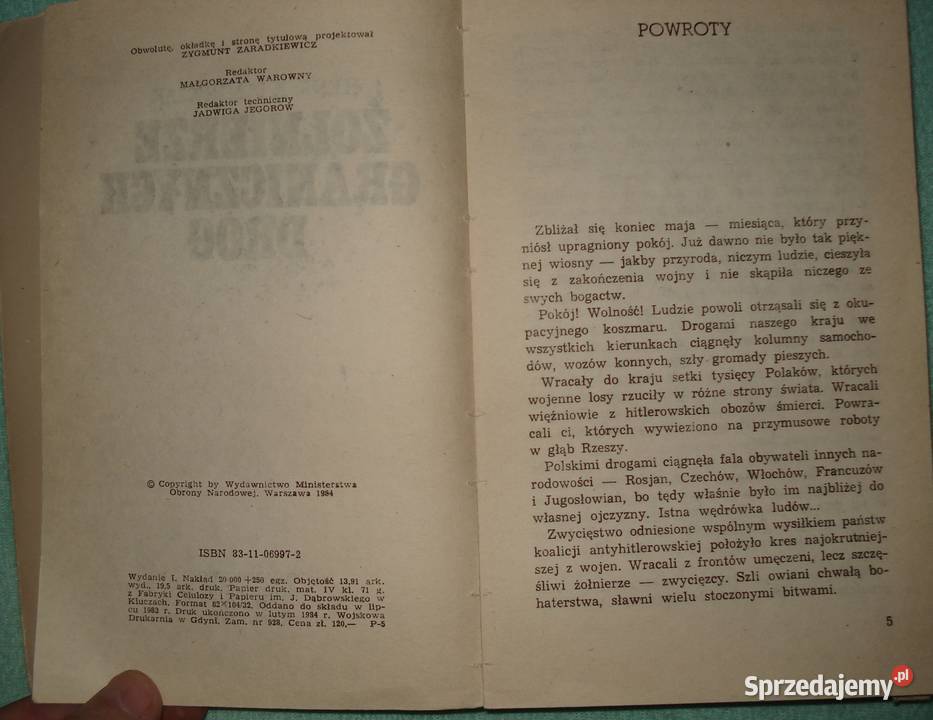 Obwolutę, okładkę i stronę tytułową projektował
ZYGMUNT ZARADKIEWICZ
Redaktor
MAŁGORZATA WAROWNY
Redaktor techniczny
JADWIGA JEGOROW
ŻOŁNIERZE
GRANICZNYCH
DRÓG
© Copyright by Wydawnictwo Ministerstwa
Obrony Narodowej, Warszawa 1984
ISBN 83-11-06997-2
Wydanie I. Nakład 20 000 + 250 egz. Objętość 13,91 ark.
wyd., 19,5 ark. druk. Papier druk. mat. IV kl. 71 g.
z Fabryki Celulozy i Papieru im. J. Dąbrowskiego w
Kluczach. Format 82×104/32. Oddano do składu w lip-
cu 1983 r. Druk ukończono w lutym 1984 r. Wojskowa
Drukarnia w Gdyni. Zam. nr 928. Cena zł. 120,— P-5
POWROTY
Zbliżał się koniec maja — miesiąca, który przy-
niósł upragniony pokój. Już dawno nie było tak pięk-
nej wiosny — jakby przyroda, niczym ludzie, cieszyła
się z zakończenia wojny i nie skąpiła niczego ze
swych bogactw.
Pokój! Wolność! Ludzie powoli otrząsali się z oku-
pacyjnego koszmaru. Drogami naszego kraju we
wszystkich kierunkach ciągnęły kolumny samocho-
dów, wozów konnych, szły gromady pieszych.
Wracały do kraju setki tysięcy Polaków, których
wojenne losy rzuciły w różne strony świata. Wracali
więźniowie z hitlerowskich obozów śmierci. Powra-
cali ci, których wywieziono na przymusowe roboty
w głąb Rzeszy.
Polskimi drogami ciągnęła fala obywateli innych na-
rodowości — Rosjan, Czechów, Włochów, Francuzów
i Jugosłowian, bo tędy właśnie było im najbliżej do
własnej ojczyzny. Istna wędrówka ludów...
Zwycięstwo odniesione wspólnym wysiłkiem państw
koalicji antyhitlerowskiej położyło kres najokrutniej-
szej z wojen. Wracali z frontów umęczeni, lecz szczę-
śliwi żołnierze — zwycięzcy. Szli owiani chwałą bo-
haterstwa, sławni wielu stoczonymi bitwami.
5
Sprzedajemy.pl